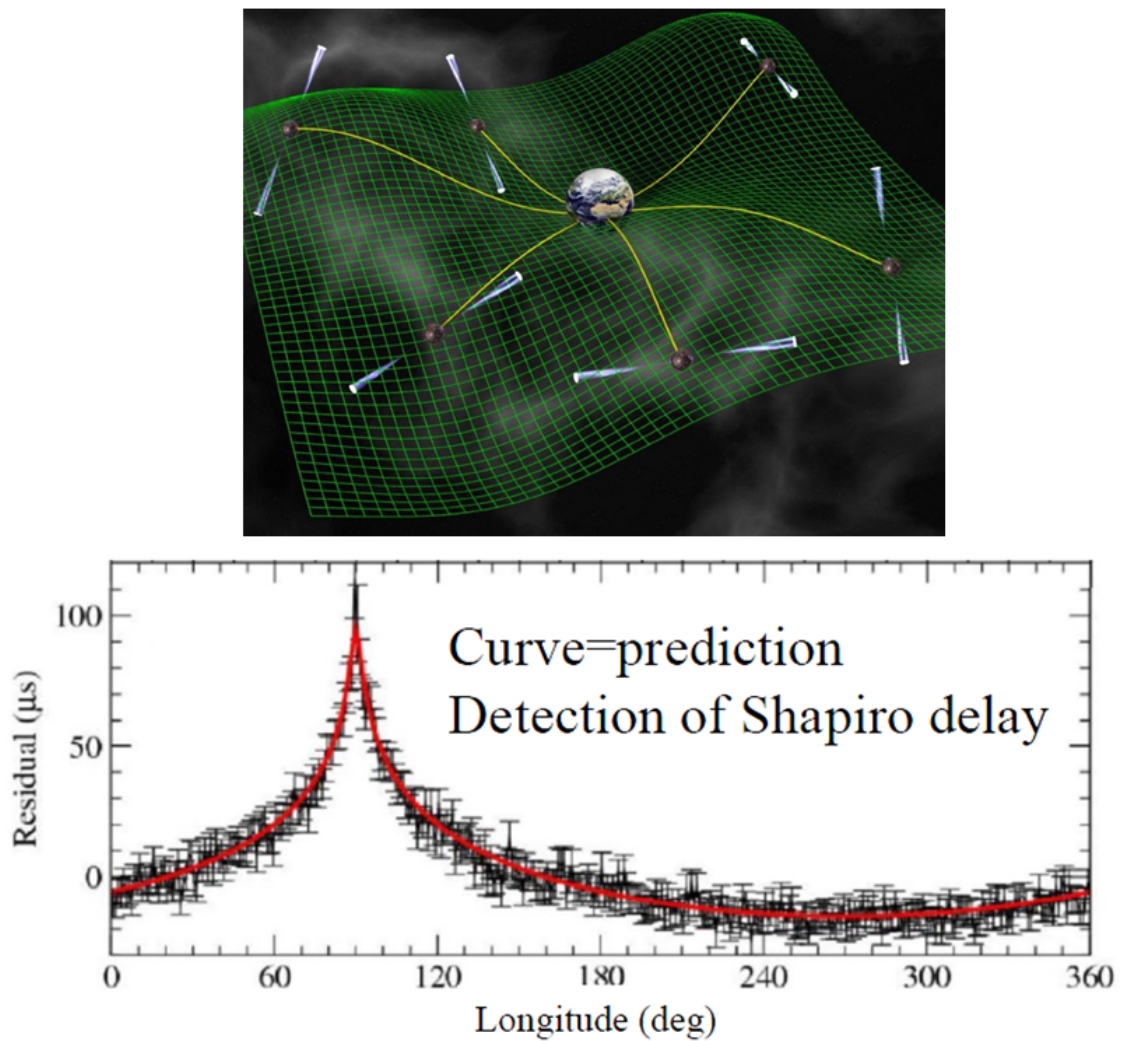 100
Curve=prediction
Detection of Shapiro delay
50
0
Residual (μs)
0 60 120 180 240 300 360
Longitude (deg)